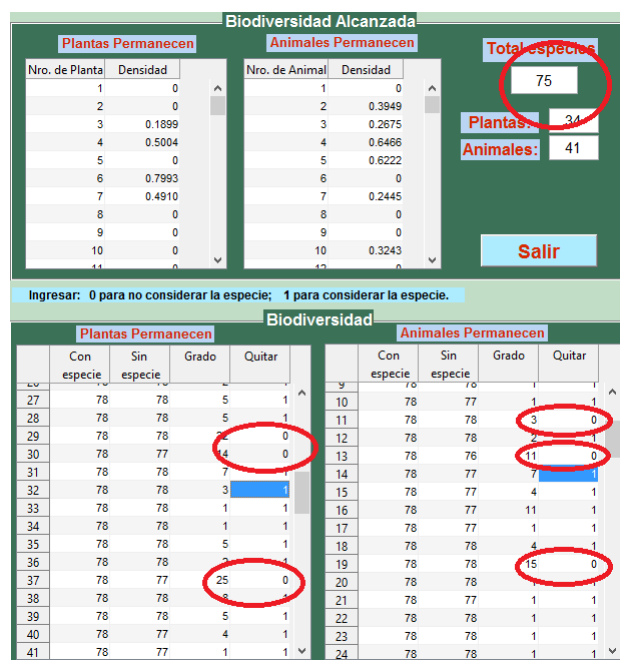 Biodiversidad Alcanzada
Plantas Permanecen
Animales Permanecen
Total especies
Nro. de Planta Densidad
Nro. de Animal Densidad
75
1 0
1 0
2 0
2 0.3949
3 0.1899
3 0.2675
Plantas: 34
4 0.5004
4 0.6466
Animales: 41
5 0
5 0.6222
6 0.7993
6 0
7 0.4910
7 0.2445
8 0
8 0
9 0
9 0
10 0
10 0.3243
Salir
Ingresar: 0 para no considerar la especie; 1 para considerar la especie.
Biodiversidad
Plantas Permanecen
Animales Permanecen
Con especie Sin especie Grado Quitar
Con especie Sin especie Grado Quitar
27 78 78 5 1
28 78 78 5 1
29 78 78 22 0
30 78 77 14 0
31 78 78 7 1
32 78 78 3 1
33 78 78 1 1
34 78 78 1 1
35 78 78 5 1
36 78 78 2 1
37 78 77 25 0
38 78 78 8 1
39 78 78 5 1
40 78 77 4 1
41 78 77 1 1
9 78 78 1 1
10 78 77 1 1
11 78 78 3 0
12 78 78 2 1
13 78 76 11 0
14 78 77 7 1
15 78 77 4 1
16 78 77 11 1
17 78 77 1 1
18 78 78 4 1
19 78 78 15 0
20 78 78 1 1
21 78 77 1 1
22 78 78 1 1
23 78 78 1 1
24 78 78 1 1